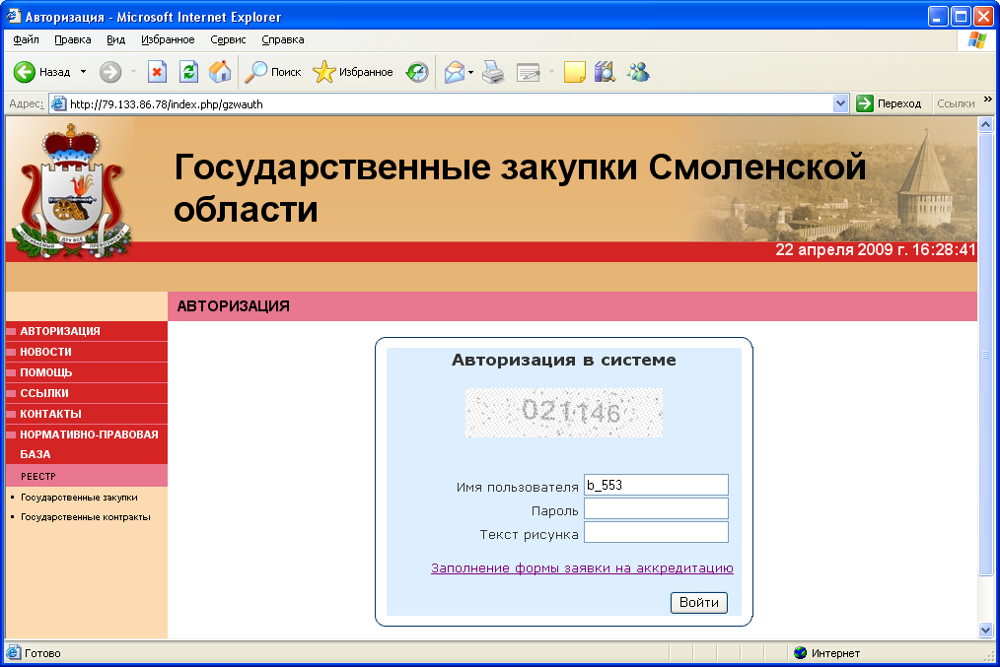 Авторизация - Microsoft Internet Explorer
Файл Правка Вид Избранное Сервис Справка
Назад Поиск Избранное
Адрес: http://79.133.86.78/index.php/gzwauth Переход Ссылки »
Государственные закупки Смоленской
области
22 апреля 2009 г. 16:28:41
АВТОРИЗАЦИЯ
АВТОРИЗАЦИЯ
НОВОСТИ
ПОМОЩЬ
ССЫЛКИ
КОНТАКТЫ
НОРМАТИВНО-ПРАВОВАЯ
БАЗА
РЕЕСТР
Государственные закупки
Государственные контракты
Авторизация в системе
021146
Имя пользователя b_553
Пароль
Текст рисунка
Заполнение формы заявки на аккредитацию
Войти
Готово Интернет